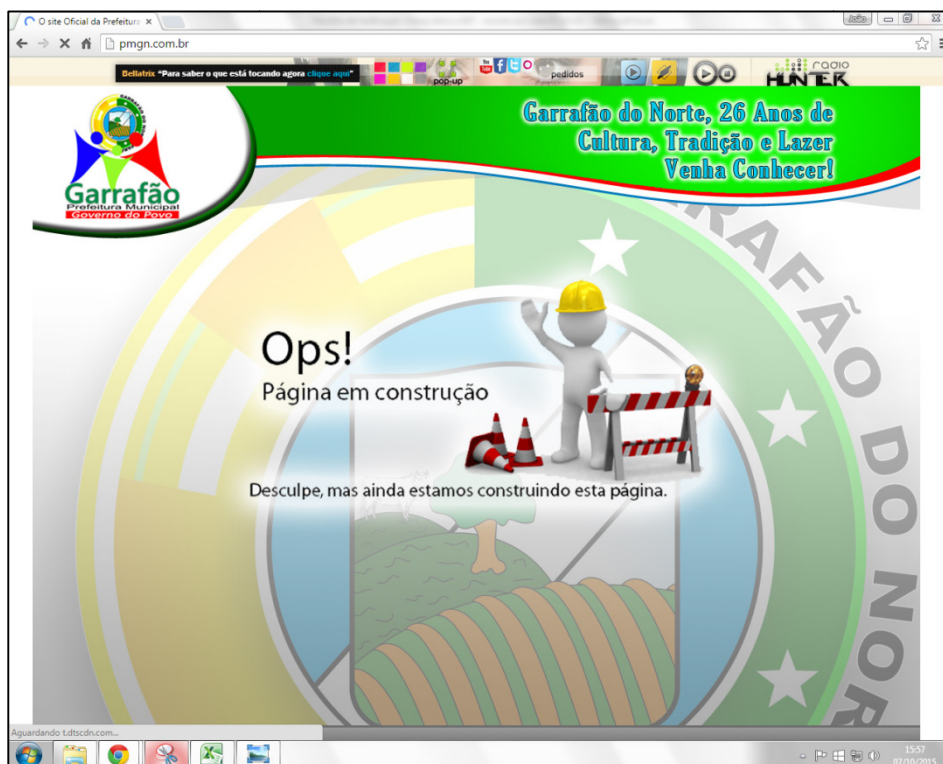 O site Oficial da Prefeitura
João
pmgn.com.br
Bellatrix "Para saber o que está tocando agora clique aqui"
pop-up
pedidos
RADIO
HUNTER
Garrafão do Norte, 26 Anos de
Cultura, Tradição e Lazer
Venha Conhecer!
Garrafão
Prefeitura Municipal
Governo do Povo
Ops!
Página em construção
Desculpe, mas ainda estamos construindo esta página.
RAFÃO DO NOR
Aguardando t.dtscdn.com...
15:57
07/10/2015